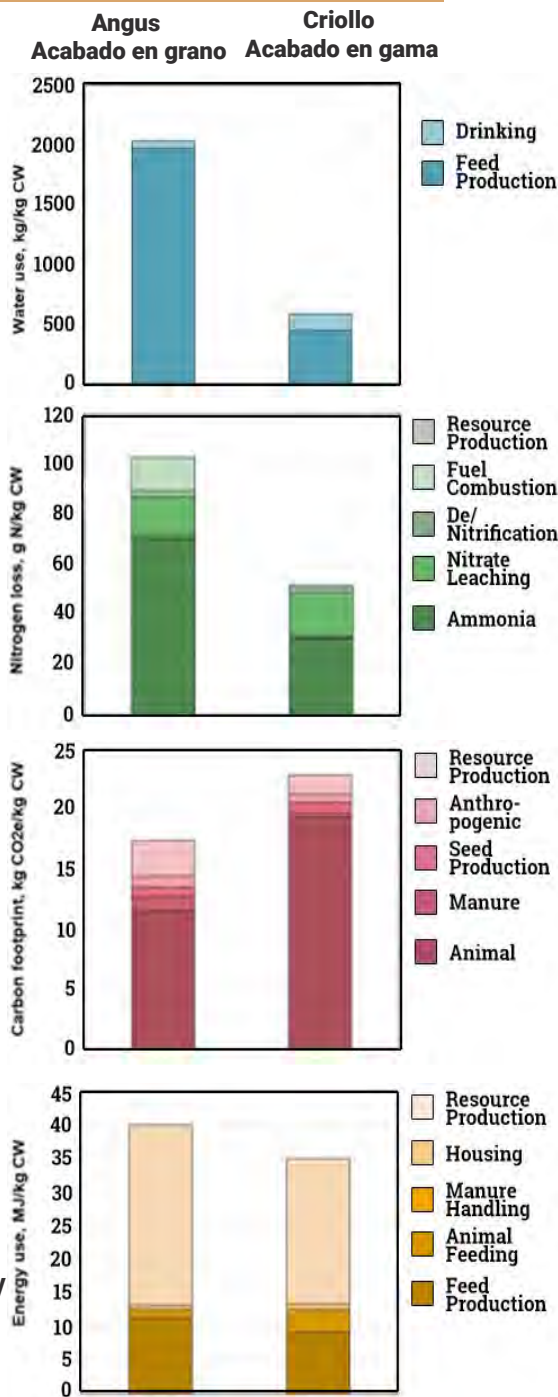 Angus
Acabado en grano
Criollo
Acabado en gama
Water use, kg/kg CW
2500
2000
1500
1000
500
0
Drinking
Feed
Production
Nitrogen loss, g N/kg CW
120
100
80
60
40
20
0
Resource
Production
Fuel
Combustion
De/
Nitrification
Nitrate
Leaching
Ammonia
Carbon footprint, kg CO2e/kg CW
25
20
15
10
5
0
Resource
Production
Anthro-
pogenic
Seed
Production
Manure
Animal
Energy use, MJ/kg CW
45
40
35
30
25
20
15
10
5
0
Resource
Production
Housing
Manure
Handling
Animal
Feeding
Feed
Production